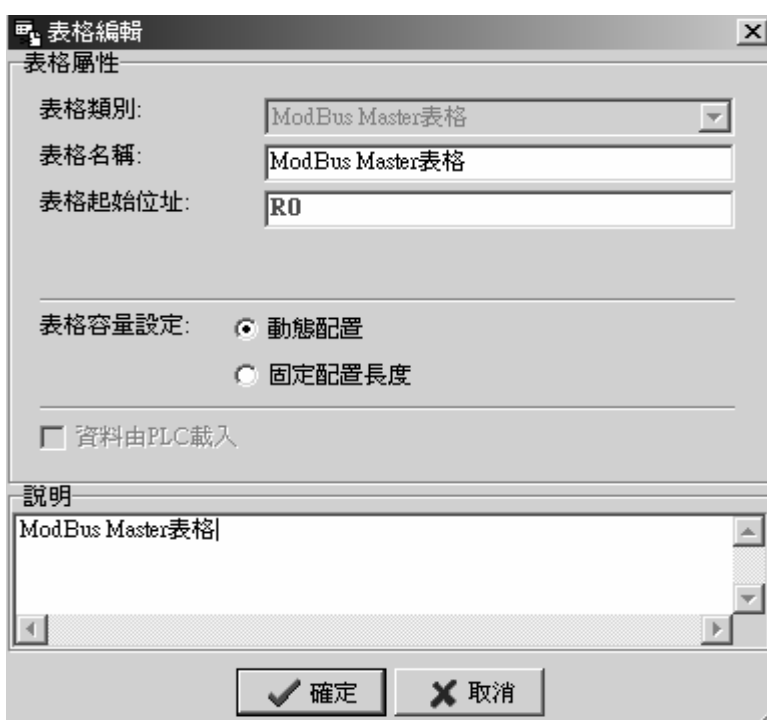 表格編輯
表格屬性
表格類別: ModBus Master表格
表格名稱: ModBus Master表格
表格起始位址: R0
表格容量設定: 動態配置
固定配置長度
資料由PLC載入
說明
ModBus Master表格
確定 取消